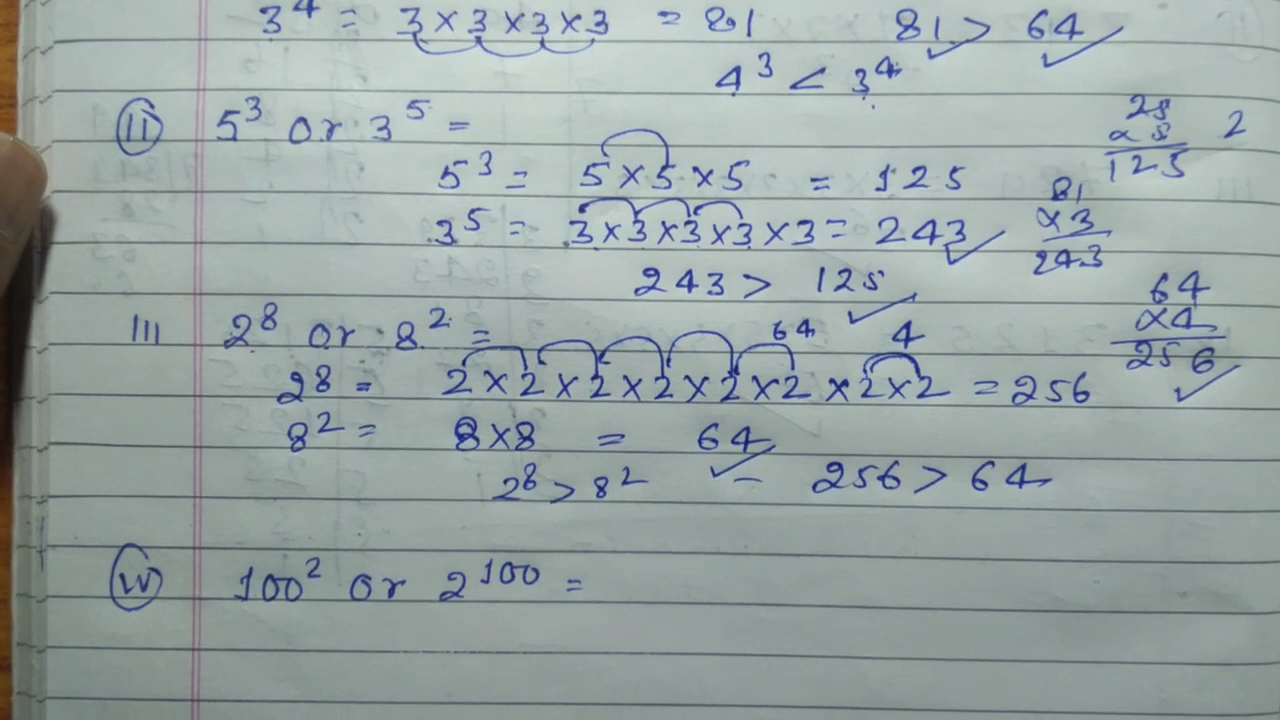 3⁴ = 3×3×3×3 = 81 81 > 64
4³ < 3⁴
(ii) 5³ or 3⁵ =
25
×5 2
125
5³ = 5×5×5 = 125
3⁵ = 3×3×3×3×3 = 243
81
×3
243
243 > 125
III 2⁸ or 8² = 64 4
64
×4
256
2⁸ = 2×2×2×2×2×2×2×2 = 256
8² = 8×8 = 64
2⁸ > 8² – 256 > 64
(iv) 100² or 2¹⁰⁰ =